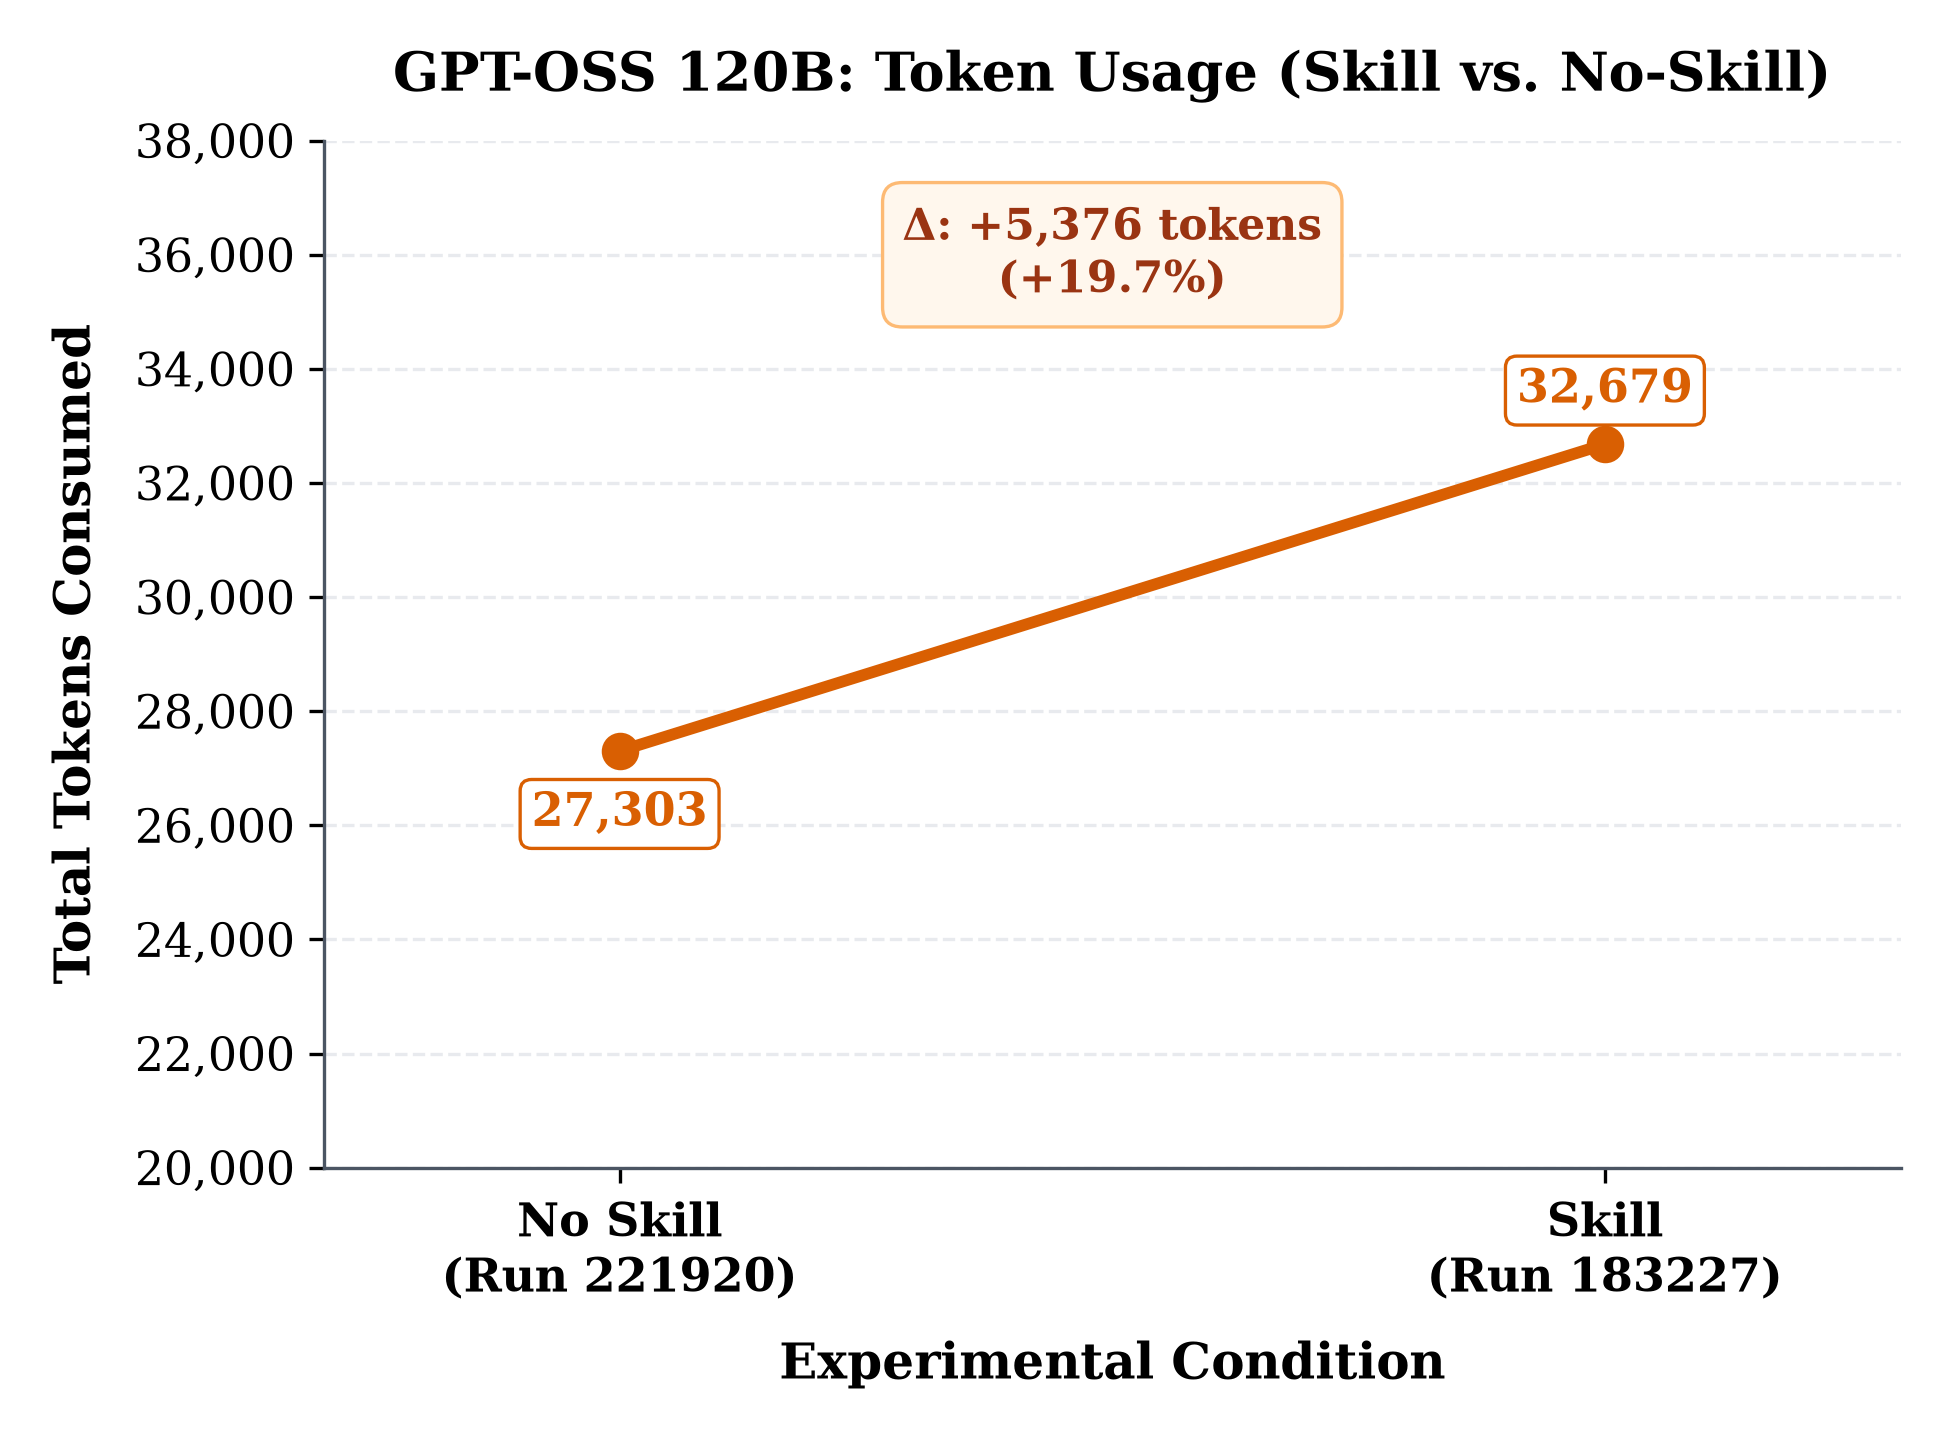 GPT-OSS 120B: Token Usage (Skill vs. No-Skill)
38,000
36,000
34,000
32,000
30,000
28,000
26,000
24,000
22,000
20,000
Total Tokens Consumed
Δ: +5,376 tokens
(+19.7%)
32,679
27,303
No Skill
(Run 221920)
Skill
(Run 183227)
Experimental Condition